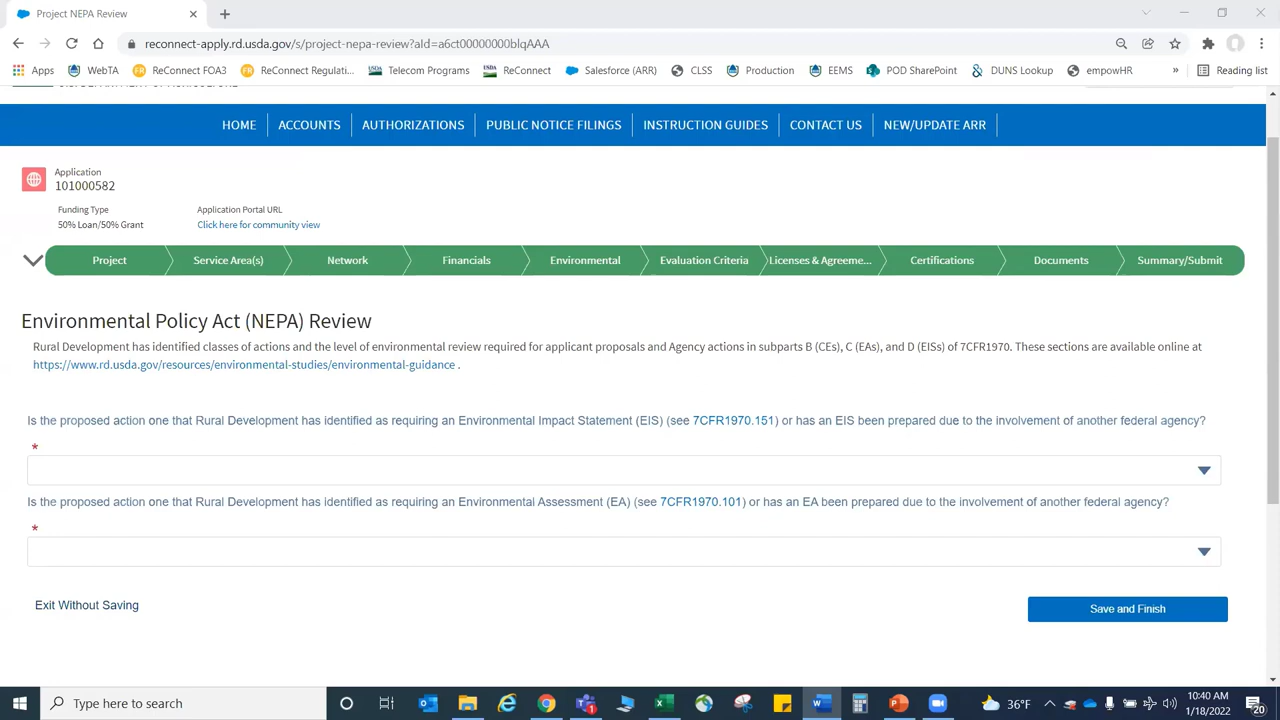 Project NEPA Review
reconnect-apply.rd.usda.gov/s/project-nepa-review?aId=a6ct00000000blqAAA
Apps WebTA ReConnect FOA3 ReConnect Regulati... Telecom Programs ReConnect Salesforce (ARR) CLSS Production EEMS POD SharePoint DUNS Lookup empowHR » Reading list
HOME ACCOUNTS AUTHORIZATIONS PUBLIC NOTICE FILINGS INSTRUCTION GUIDES CONTACT US NEW/UPDATE ARR
Application
101000582
Funding Type Application Portal URL
50% Loan/50% Grant Click here for community view
Project Service Area(s) Network Financials Environmental Evaluation Criteria Licenses & Agreeme... Certifications Documents Summary/Submit
Environmental Policy Act (NEPA) Review
Rural Development has identified classes of actions and the level of environmental review required for applicant proposals and Agency actions in subparts B (CEs), C (EAs), and D (EISs) of 7CFR1970. These sections are available online at
https://www.rd.usda.gov/resources/environmental-studies/environmental-guidance .
Is the proposed action one that Rural Development has identified as requiring an Environmental Impact Statement (EIS) (see 7CFR1970.151) or has an EIS been prepared due to the involvement of another federal agency?
*
Is the proposed action one that Rural Development has identified as requiring an Environmental Assessment (EA) (see 7CFR1970.101) or has an EA been prepared due to the involvement of another federal agency?
*
Exit Without Saving Save and Finish
Type here to search 36°F 10:40 AM
1/18/2022 20